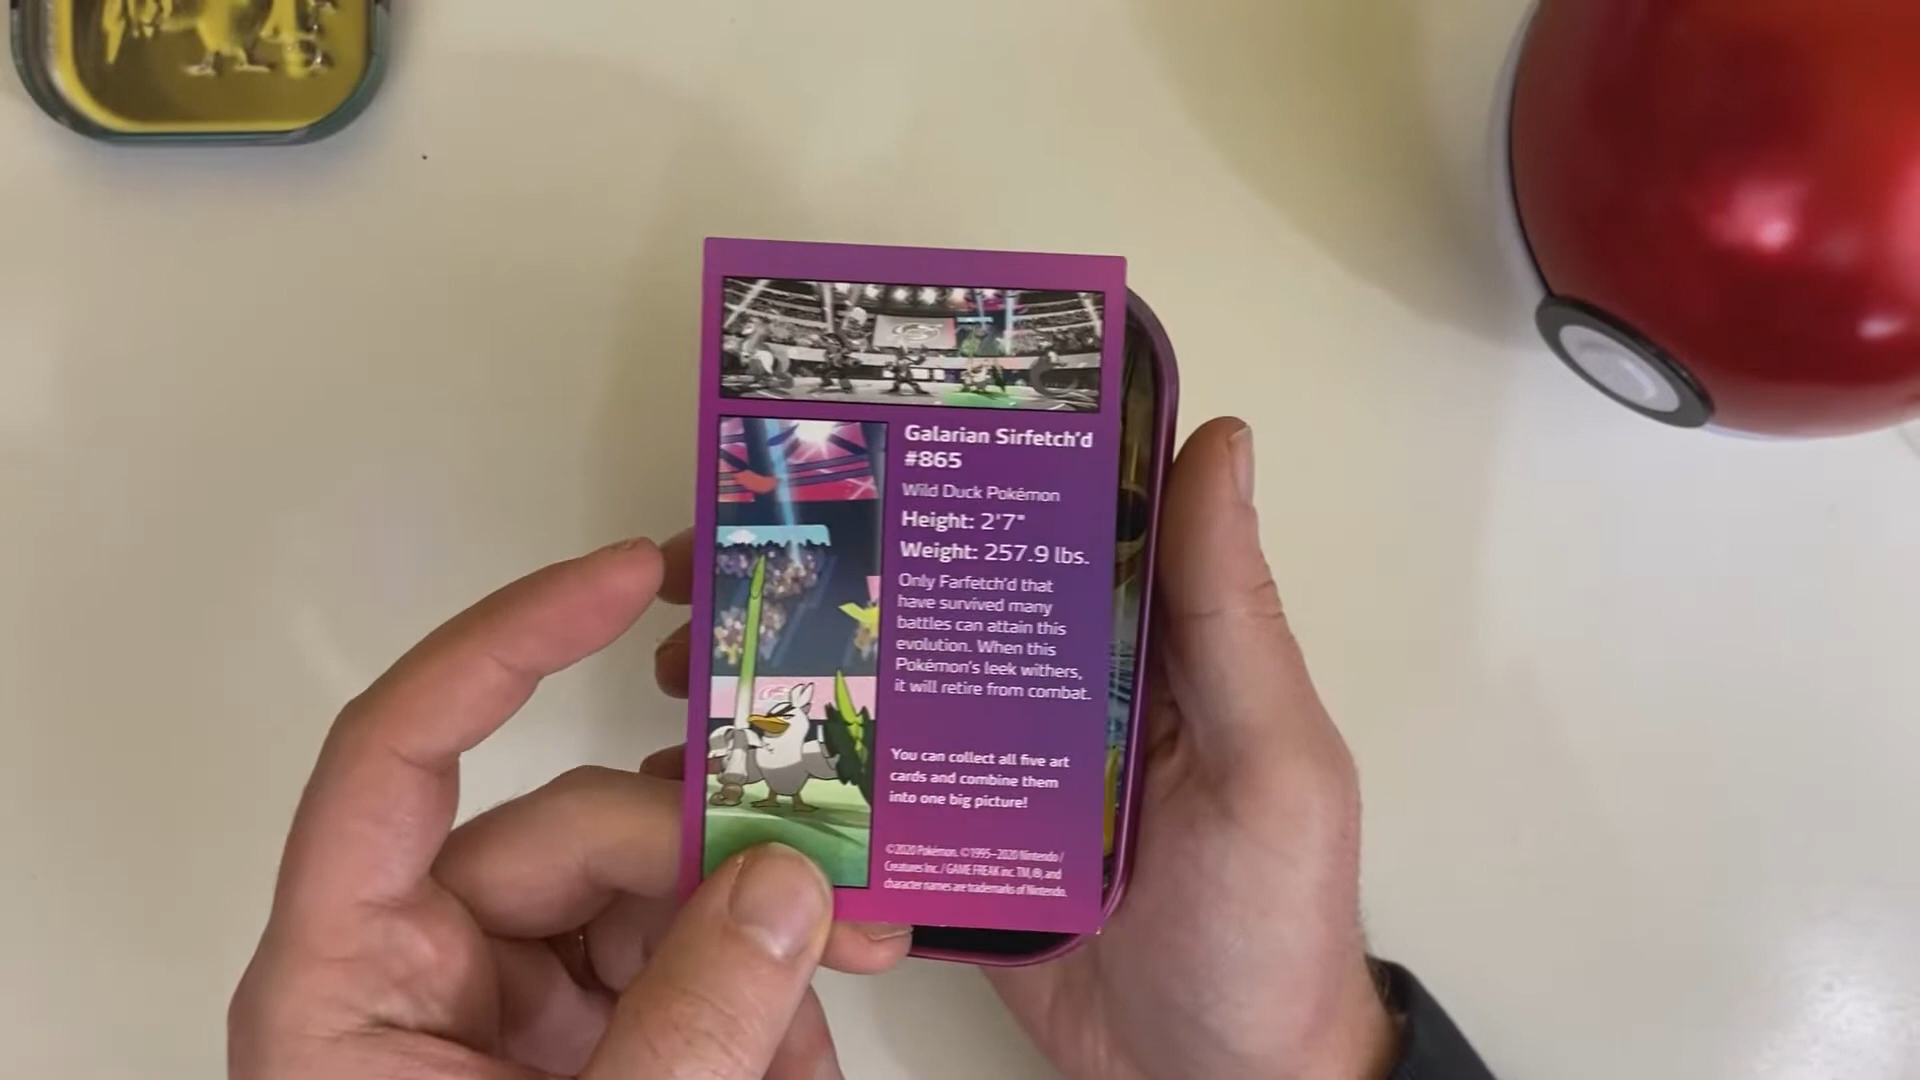 Galarian Sirfetch'd
#865
Wild Duck Pokémon
Height: 2'7"
Weight: 257.9 lbs.
Only Farfetch'd that
have survived many
battles can attain this
evolution. When this
Pokémon's leek withers,
it will retire from combat.
You can collect all five art
cards and combine them
into one big picture!
©2020 Pokémon. ©1995–2020 Nintendo /
Creatures Inc. / GAME FREAK inc. TM, ®, and
character names are trademarks of Nintendo.